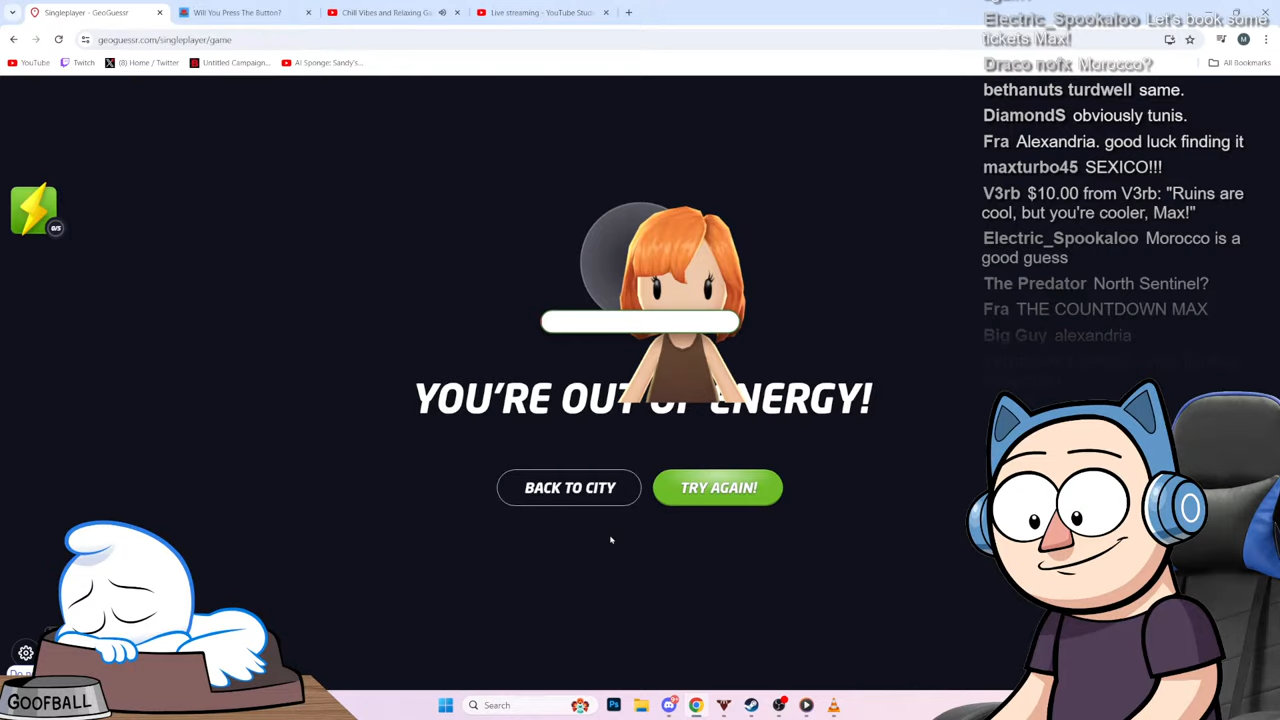 Singleplayer - GeoGuessr
Will You Press The Button?
Chill Vibes and Relaxing Ga
Live streaming - YouTube Stud
geoguessr.com/singleplayer/game
YouTube
Twitch
(8) Home / Twitter
Untitled Campaign...
AI Sponge: Sandy's...
All Bookmarks
M
again?
Electric_Spookaloo Let's book some
tickets Max!
Draco nofx Morocco?
bethanuts turdwell same.
DiamondS obviously tunis.
Fra Alexandria. good luck finding it
maxturbo45 SEXICO!!!
V3rb $10.00 from V3rb: "Ruins are
cool, but you're cooler, Max!"
Electric_Spookaloo Morocco is a
good guess
The Predator North Sentinel?
Fra THE COUNTDOWN MAX
Big Guy alexandria
0/5
YOU'RE OUT OF ENERGY!
BACK TO CITY
TRY AGAIN!
GOOFBALL
Search
Ps